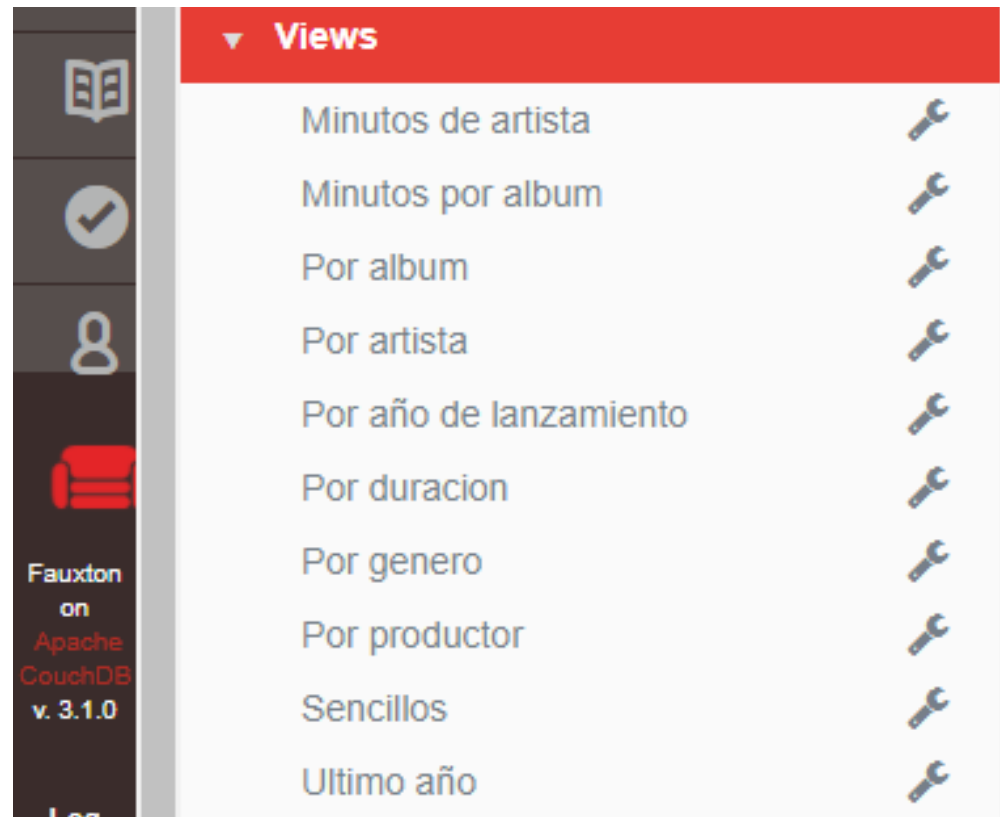 Views
Minutos de artista
Minutos por album
Por album
Por artista
Por año de lanzamiento
Por duracion
Por genero
Por productor
Sencillos
Ultimo año
Fauxton
on
Apache
CouchDB
v. 3.1.0